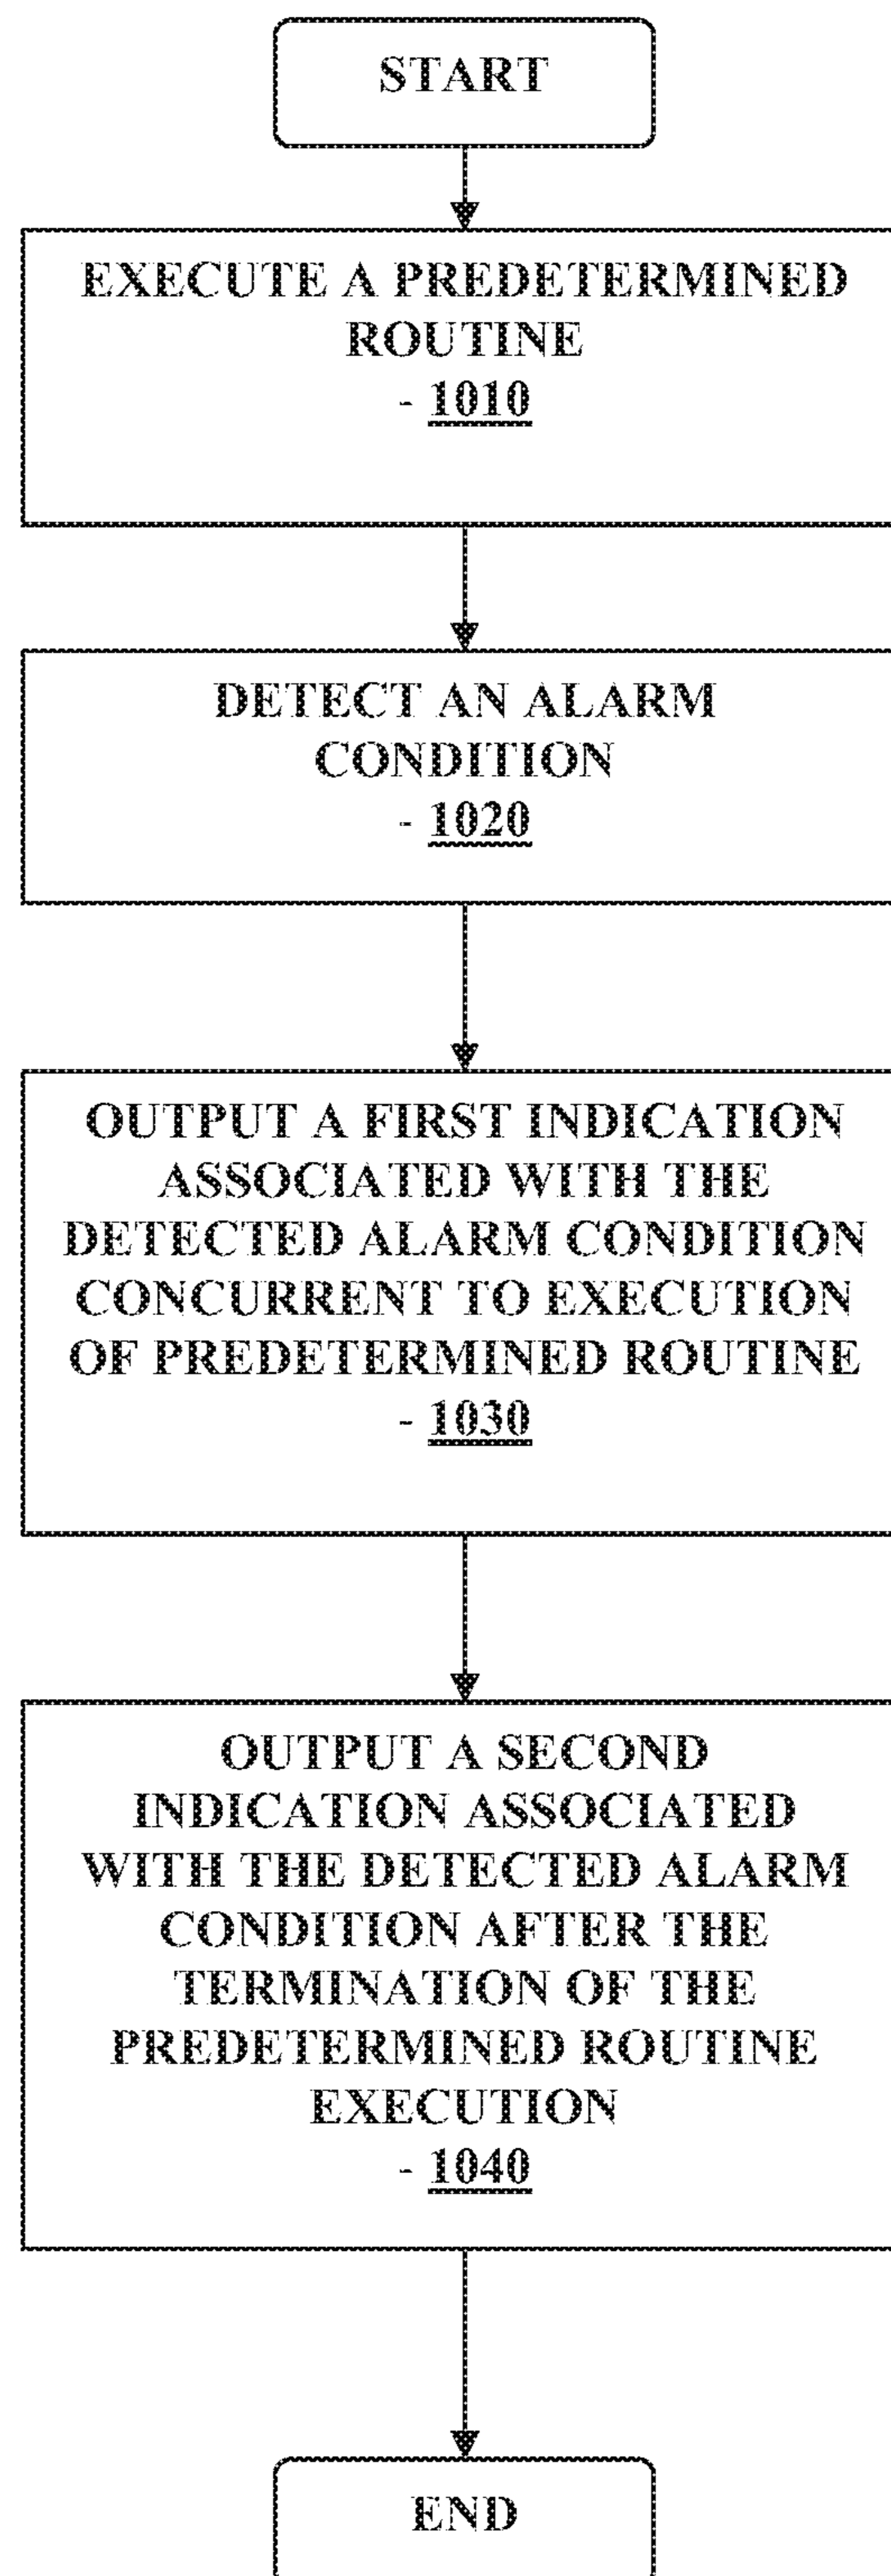 START
EXECUTE A PREDETERMINED
ROUTINE
- 1010
DETECT AN ALARM
CONDITION
- 1020
OUTPUT A FIRST INDICATION
ASSOCIATED WITH THE
DETECTED ALARM CONDITION
CONCURRENT TO EXECUTION
OF PREDETERMINED ROUTINE
- 1030
OUTPUT A SECOND
INDICATION ASSOCIATED
WITH THE DETECTED ALARM
CONDITION AFTER THE
TERMINATION OF THE
PREDETERMINED ROUTINE
EXECUTION
- 1040
END